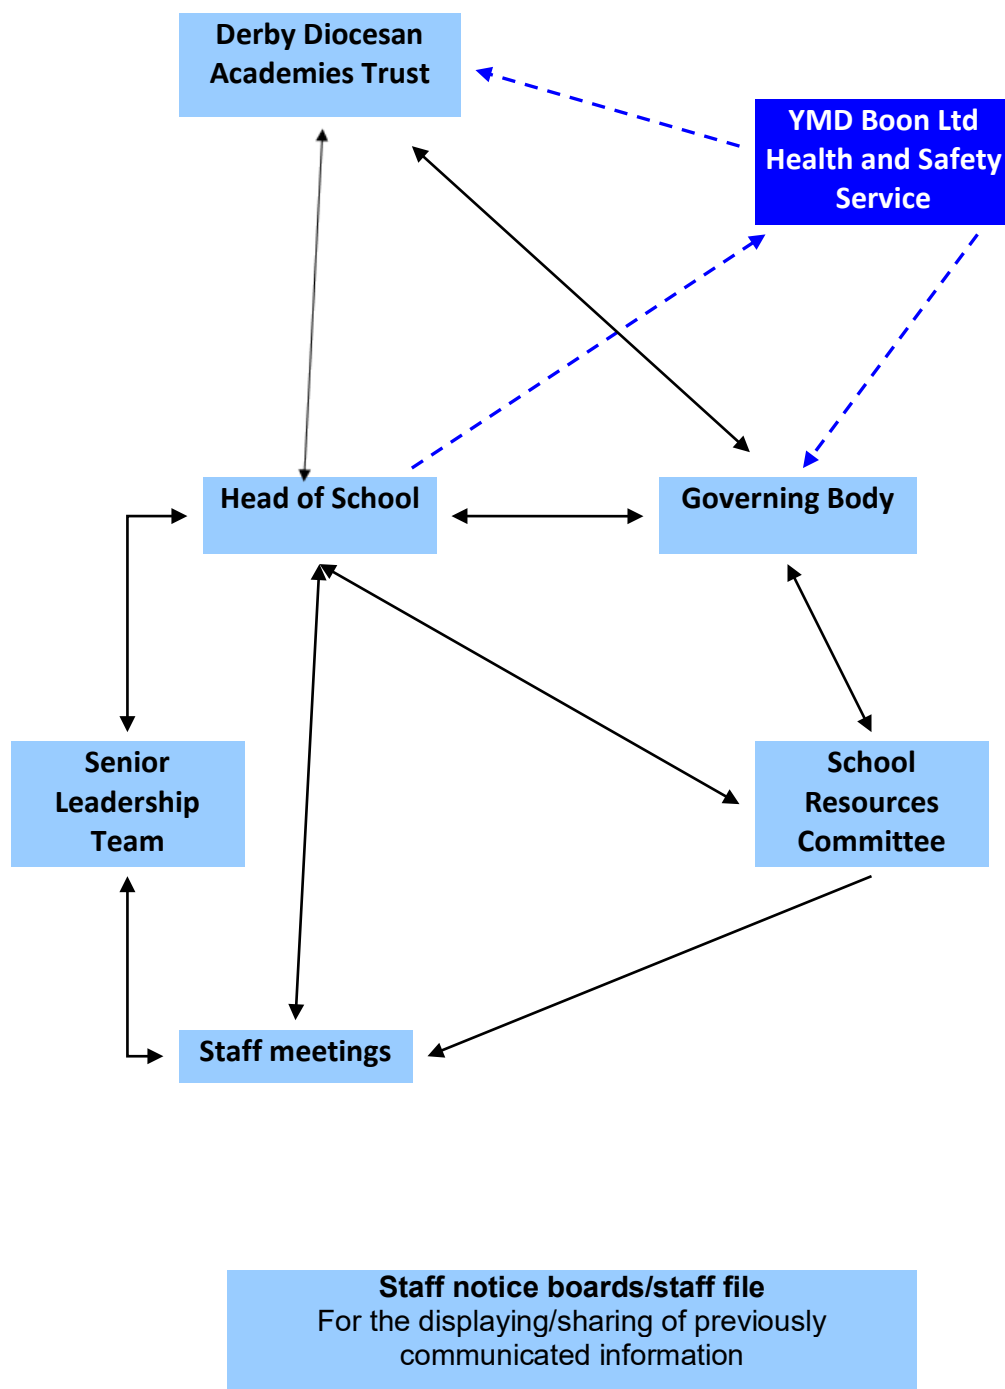 Derby Diocesan
Academies Trust
YMD Boon Ltd
Health and Safety
Service
Head of School
Governing Body
Senior
Leadership
Team
School
Resources
Committee
Staff meetings
Staff notice boards/staff file
For the displaying/sharing of previously
communicated information